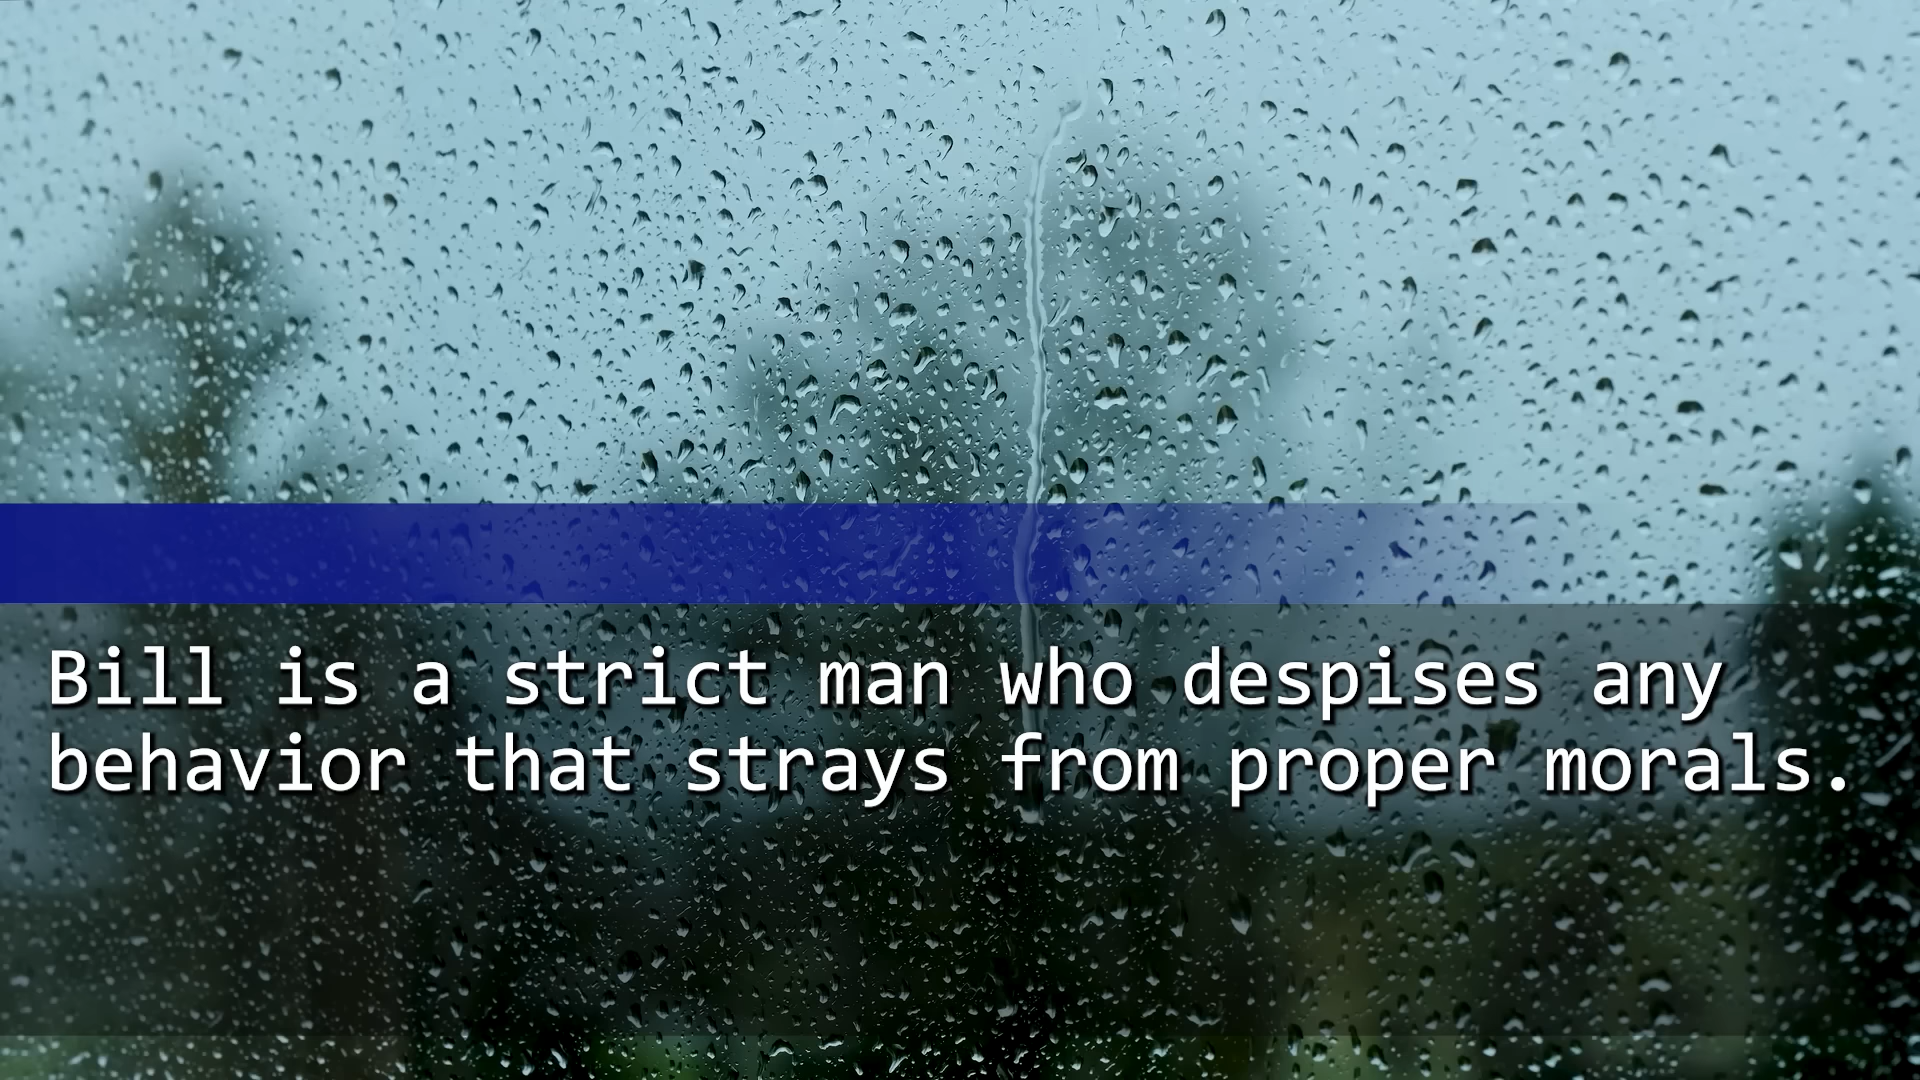 Bill is a strict man who despises any
behavior that strays from proper morals.